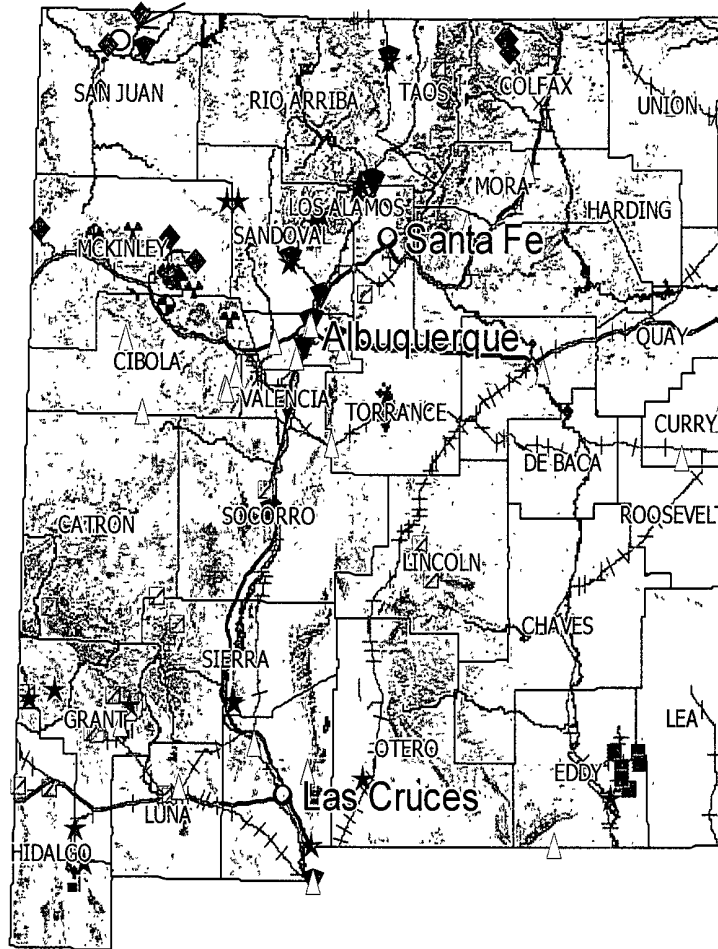 SAN JUAN
RIO ARRIBA
TAOS
COLFAX
UNION
MORA
HARDING
LOS ALAMOS
SANDOVAL
MCKINLEY
Santa Fe
CIBOLA
Albuquerque
QUAY
VALENCIA
TORRANCE
CURRY
DE BACA
CATRON
SOCORRO
ROOSEVELT
LINCOLN
CHAVES
SIERRA
GRANT
OTERO
LEA
EDDY
LUNA
Las Cruces
HIDALGO